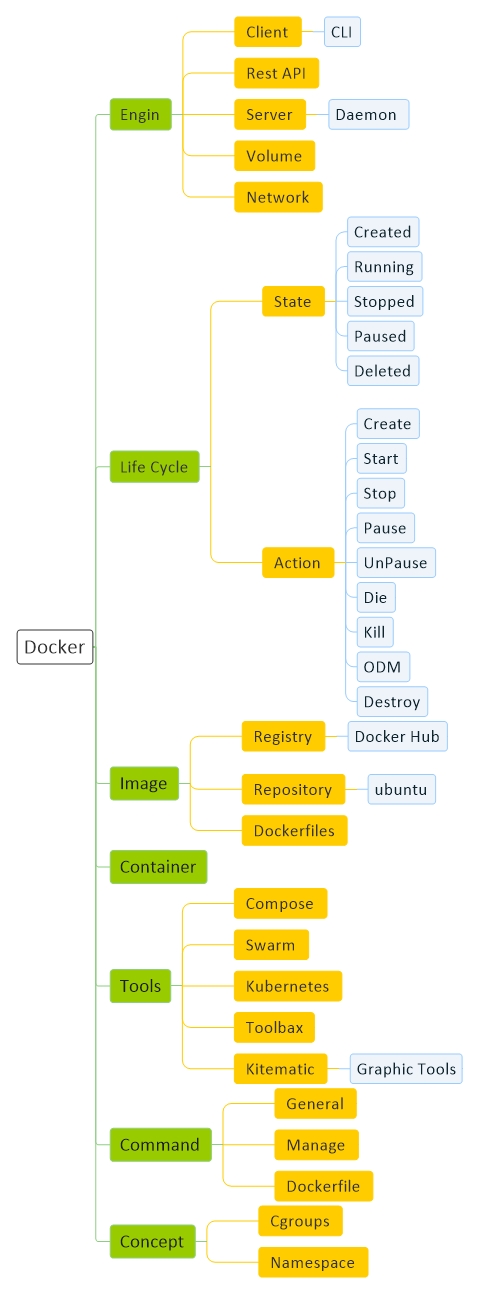 Docker
Engin
Client
CLI
Rest API
Server
Daemon
Volume
Network
Life Cycle
State
Created
Running
Stopped
Paused
Deleted
Action
Create
Start
Stop
Pause
UnPause
Die
Kill
ODM
Destroy
Image
Registry
Docker Hub
Repository
ubuntu
Dockerfiles
Container
Tools
Compose
Swarm
Kubernetes
Toolbax
Kitematic
Graphic Tools
Command
General
Manage
Dockerfile
Concept
Cgroups
Namespace